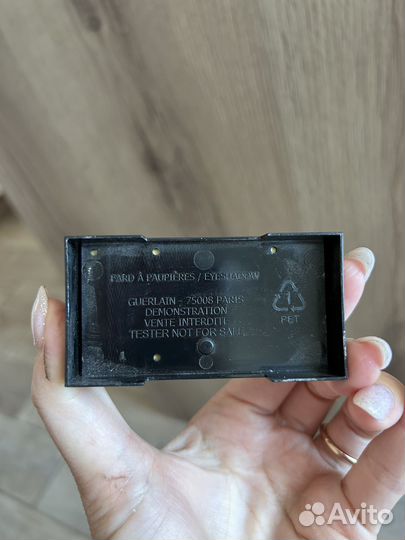 FARD À PAUPIÈRES / EYESHADOW
GUERLAIN - 75008 PARIS
DEMONSTRATION
VENTE INTERDITE
TESTER NOT FOR SALE
1
PET
Avito